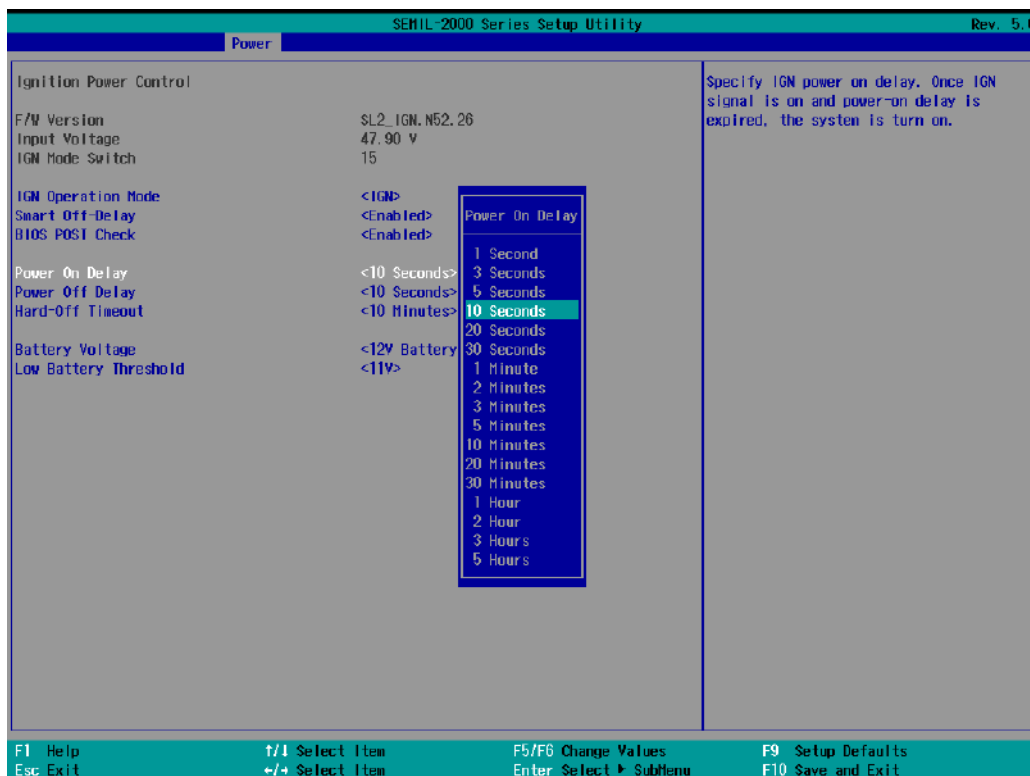 SEMIL-2000 Series Setup Utility Rev. 5.
Power
Ignition Power Control
F/W Version SL2_IGN.N52.26
Input Voltage 47.90 V
IGN Mode Switch 15
IGN Operation Mode <IGN>
Smart Off-Delay <Enabled>
BIOS POST Check <Enabled>
Power On Delay <10 Seconds>
Power Off Delay <10 Seconds>
Hard-Off Timeout <10 Minutes>
Battery Voltage <12V Battery
Low Battery Threshold <11V>
Power On Delay
1 Second
3 Seconds
5 Seconds
10 Seconds
20 Seconds
30 Seconds
1 Minute
2 Minutes
3 Minutes
5 Minutes
10 Minutes
20 Minutes
30 Minutes
1 Hour
2 Hour
3 Hours
5 Hours
Specify IGN power on delay. Once IGN
signal is on and power-on delay is
expired, the system is turn on.
F1 Help ↑/↓ Select Item F5/F6 Change Values F9 Setup Defaults
Esc Exit ←/→ Select Item Enter Select ► SubMenu F10 Save and Exit